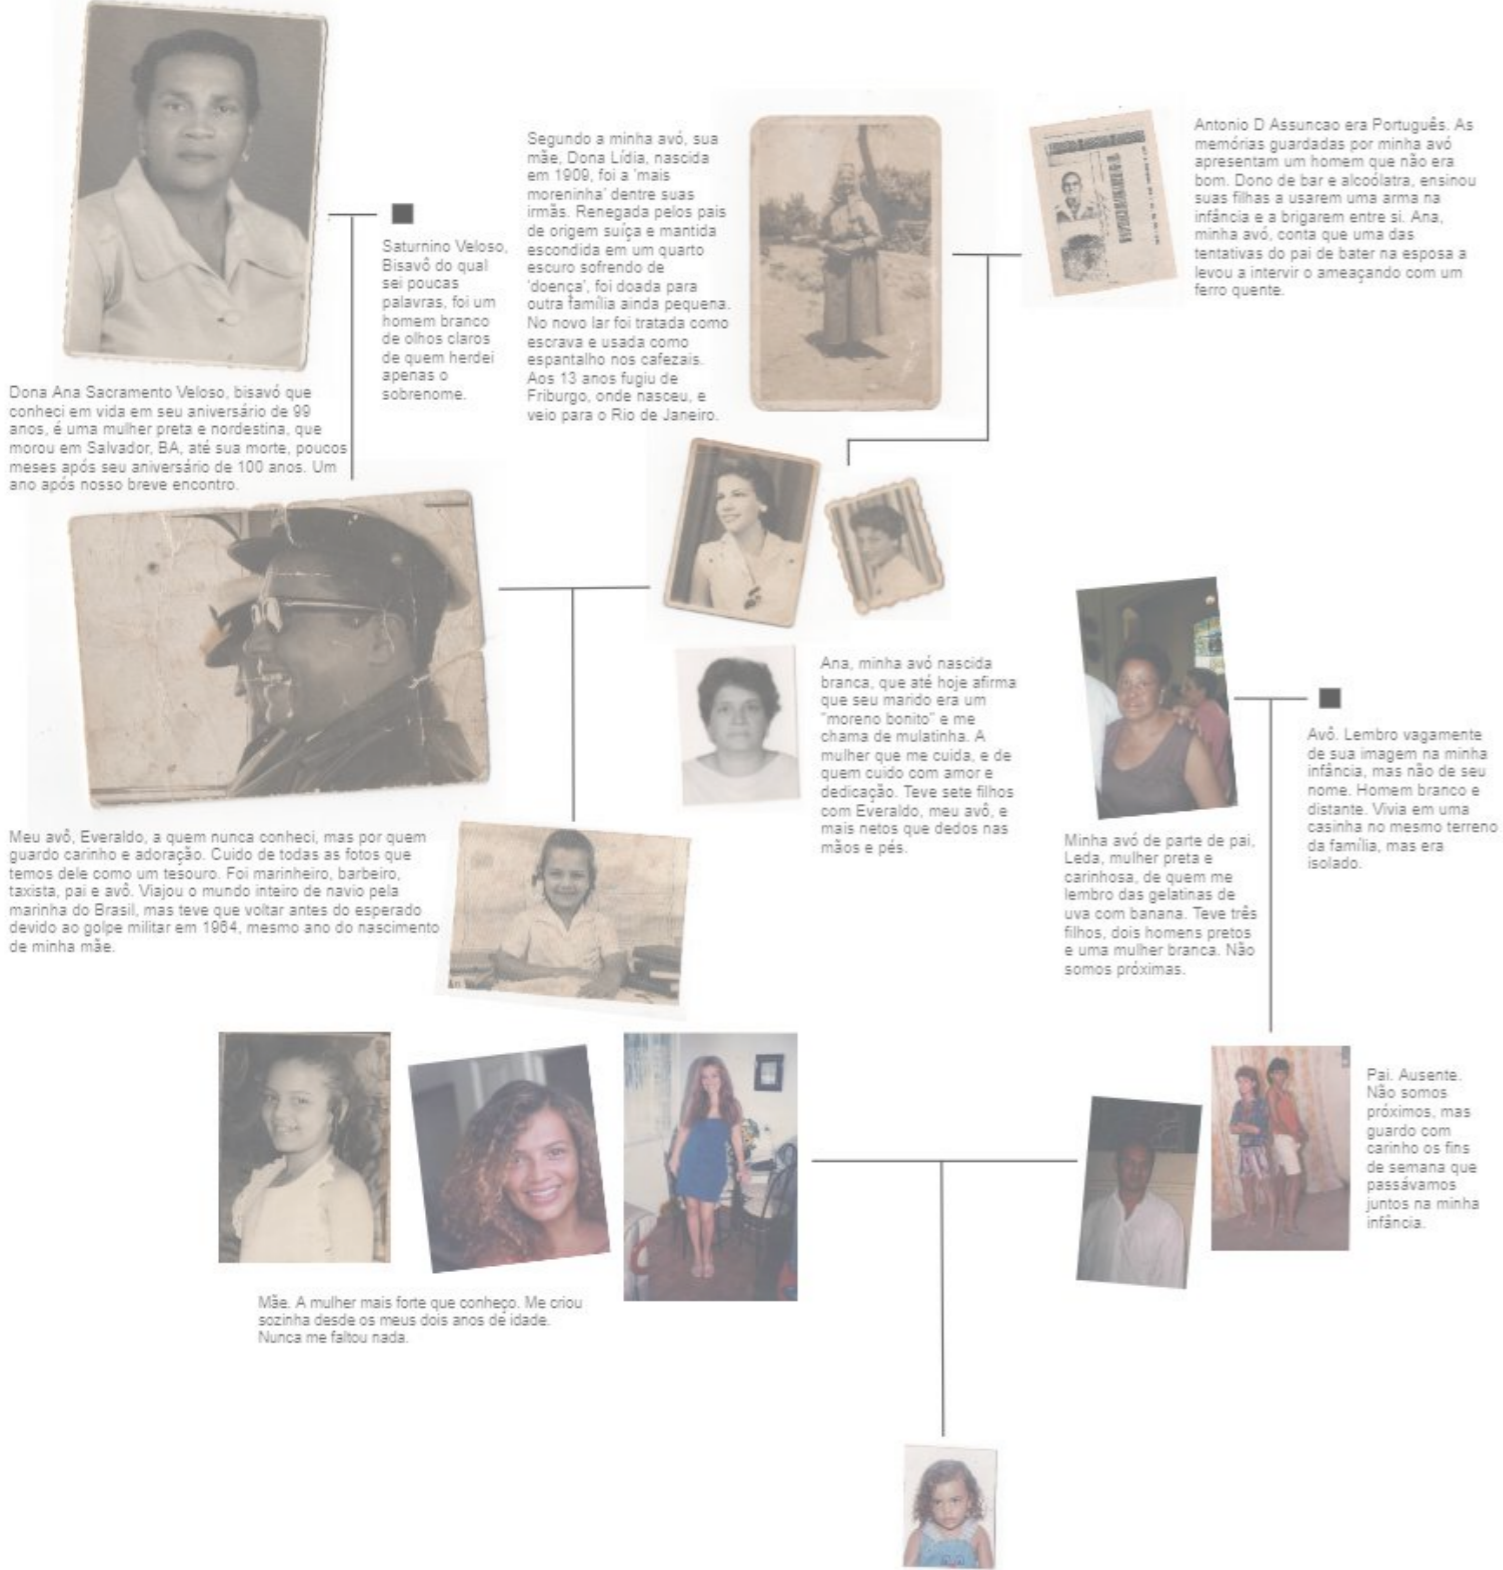 Dona Ana Sacramento Veloso, bisavó que
conheci em vida em seu aniversário de 99
anos, é uma mulher preta e nordestina, que
morou em Salvador, BA, até sua morte, poucos
meses após seu aniversário de 100 anos. Um
ano após nosso breve encontro.
Saturnino Veloso,
Bisavô do qual
sei poucas
palavras, foi um
homem branco
de olhos claros
de quem herdei
apenas o
sobrenome.
Segundo a minha avó, sua
mãe, Dona Lídia, nascida
em 1909, foi a 'mais
moreninha' dentre suas
irmãs. Renegada pelos pais
de origem suíça e mantida
escondida em um quarto
escuro sofrendo de
'doença', foi doada para
outra família ainda pequena.
No novo lar foi tratada como
escrava e usada como
espantalho nos cafezais.
Aos 13 anos fugiu de
Friburgo, onde nasceu, e
veio para o Rio de Janeiro.
Antonio D Assuncao era Português. As
memórias guardadas por minha avó
apresentam um homem que não era
bom. Dono de bar e alcoólatra, ensinou
suas filhas a usarem uma arma na
infância e a brigarem entre si. Ana,
minha avó, conta que uma das
tentativas do pai de bater na esposa a
levou a intervir o ameaçando com um
ferro quente.
Meu avô, Everaldo, a quem nunca conheci, mas por quem
guardo carinho e adoração. Cuido de todas as fotos que
temos dele como um tesouro. Foi marinheiro, barbeiro,
taxista, pai e avô. Viajou o mundo inteiro de navio pela
marinha do Brasil, mas teve que voltar antes do esperado
devido ao golpe militar em 1964, mesmo ano do nascimento
de minha mãe.
Ana, minha avó nascida
branca, que até hoje afirma
que seu marido era um
"moreno bonito" e me
chama de mulatinha. A
mulher que me cuida, e de
quem cuido com amor e
dedicação. Teve sete filhos
com Everaldo, meu avô, e
mais netos que dedos nas
mãos e pés.
Minha avó de parte de pai,
Leda, mulher preta e
carinhosa, de quem me
lembro das gelatinas de
uva com banana. Teve três
filhos, dois homens pretos
e uma mulher branca. Não
somos próximas.
Avô. Lembro vagamente
de sua imagem na minha
infância, mas não de seu
nome. Homem branco e
distante. Vivia em uma
casinha no mesmo terreno
da família, mas era
isolado.
Mãe. A mulher mais forte que conheço. Me criou
sozinha desde os meus dois anos de idade.
Nunca me faltou nada.
Pai. Ausente.
Não somos
próximos, mas
guardo com
carinho os fins
de semana que
passávamos
juntos na minha
infância.